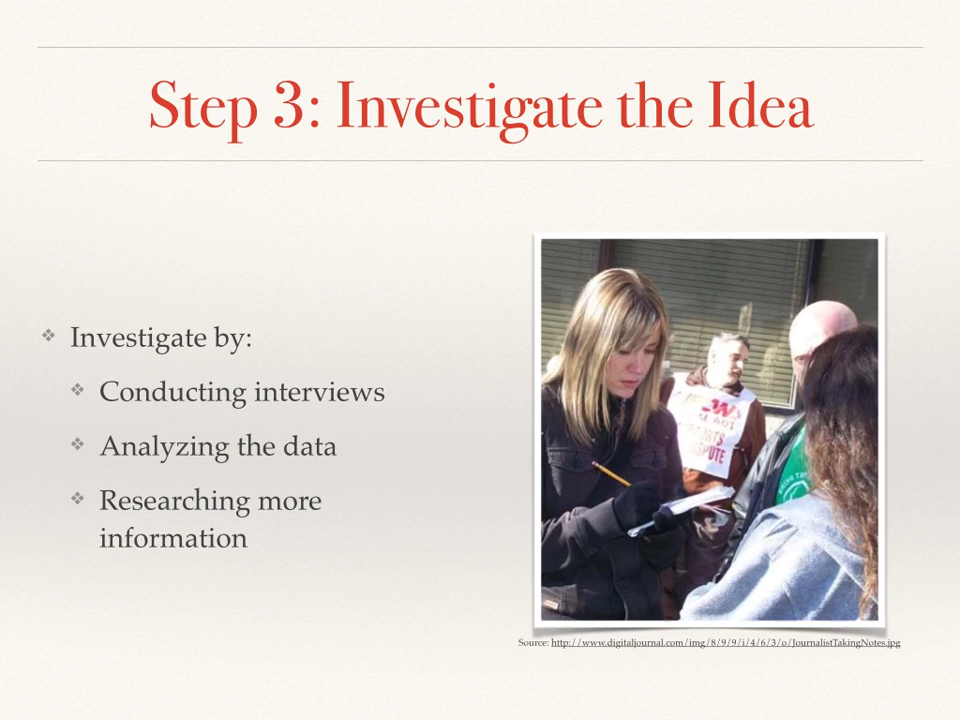 Step 3: Investigate the Idea
Investigate by:
Conducting interviews
Analyzing the data
Researching more
information
Source: http://www.digitaljournal.com/img/8/9/9/i/4/6/3/o/JournalistTakingNotes.jpg